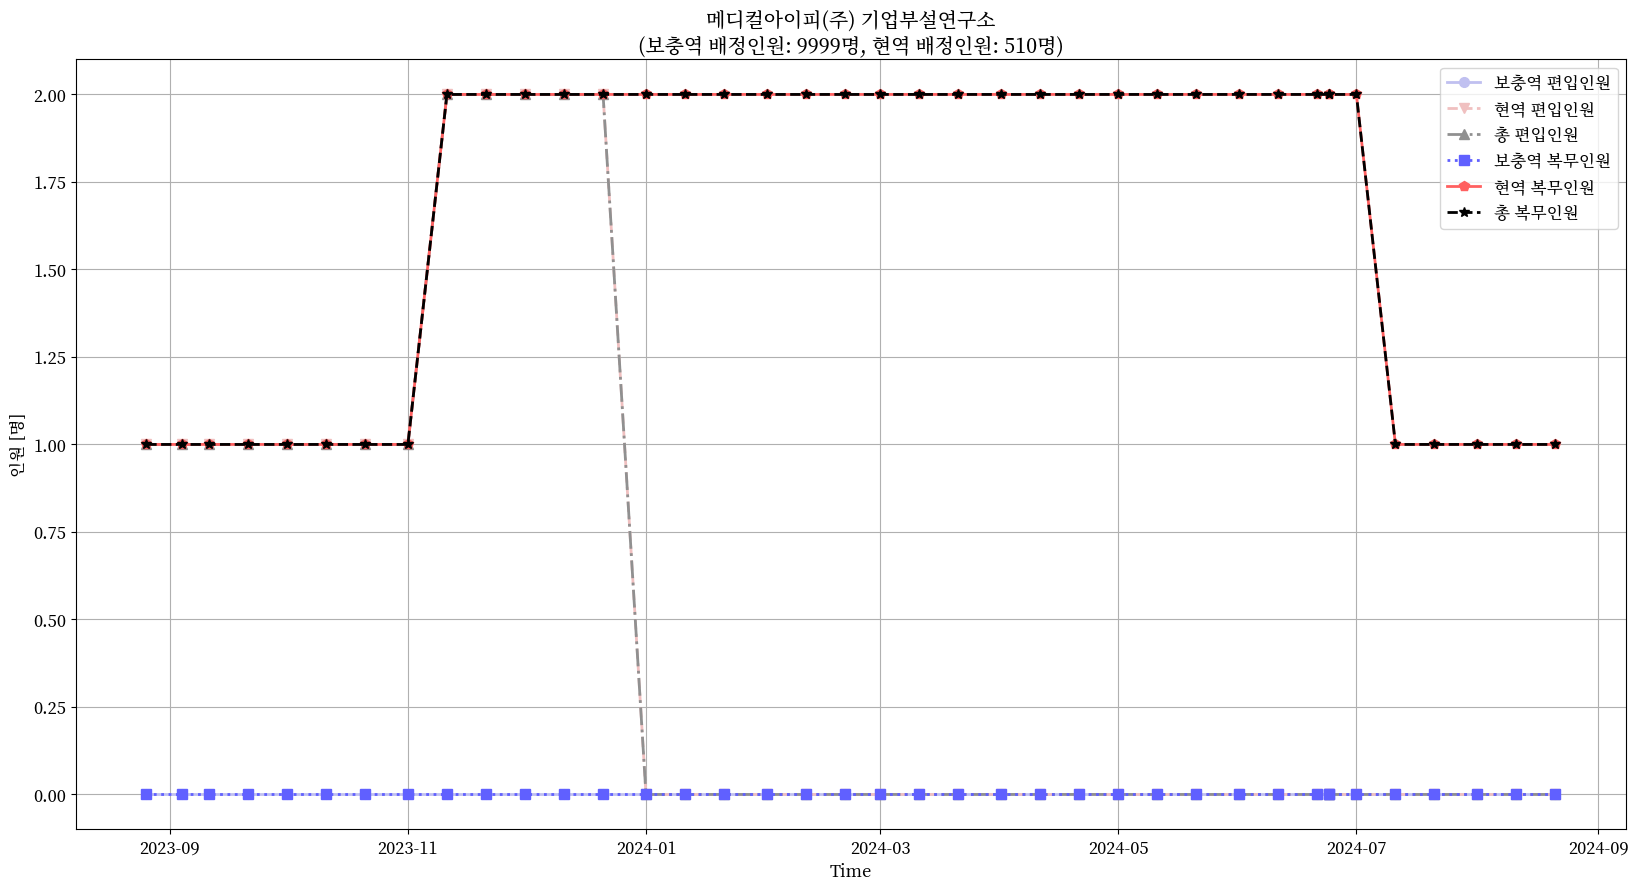 메디컬아이피(주) 기업부설연구소
(보충역 배정인원: 9999명, 현역 배정인원: 510명)
보충역 편입인원
현역 편입인원
총 편입인원
보충역 복무인원
현역 복무인원
총 복무인원
인원 [명]
2.00
1.75
1.50
1.25
1.00
0.75
0.50
0.25
0.00
2023-09
2023-11
2024-01
2024-03
2024-05
2024-07
2024-09
Time